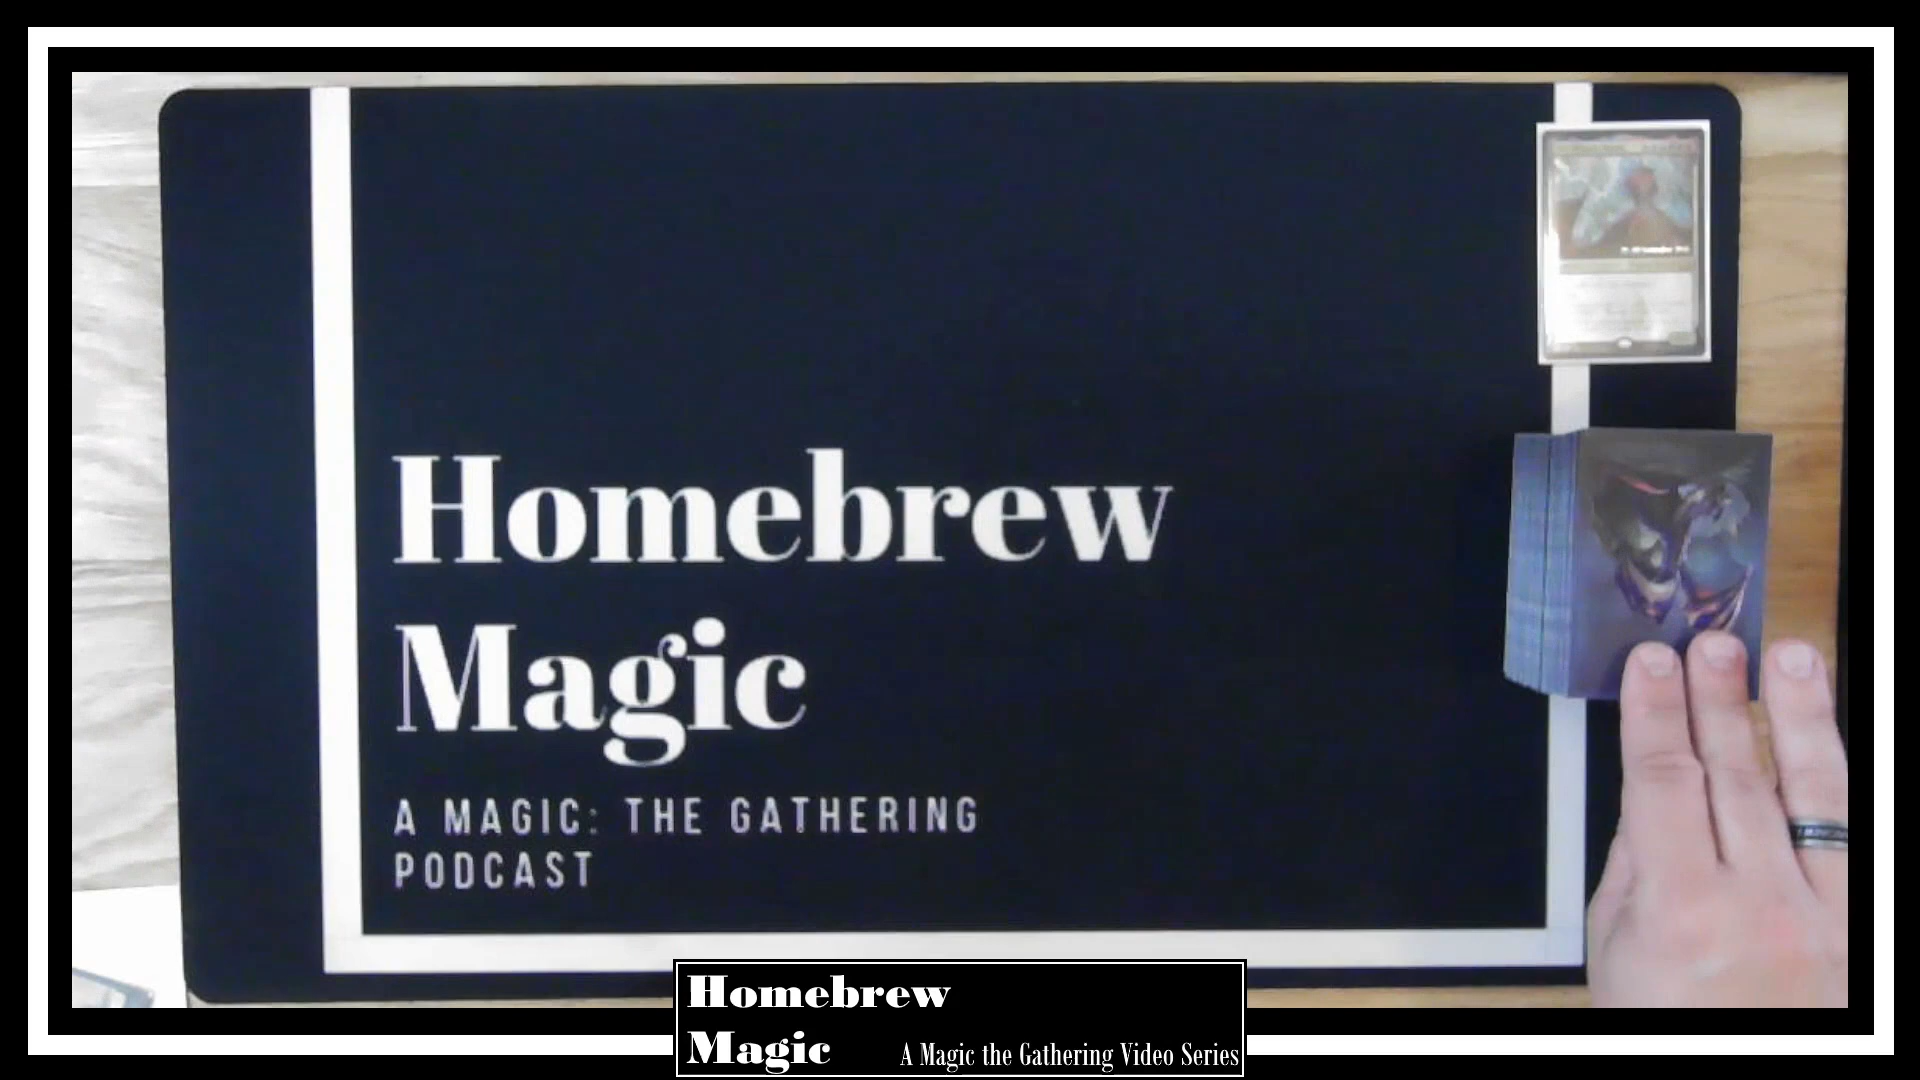 Homebrew
Magic
A MAGIC: THE GATHERING
PODCAST
Homebrew
Magic
A Magic the Gathering Video Series